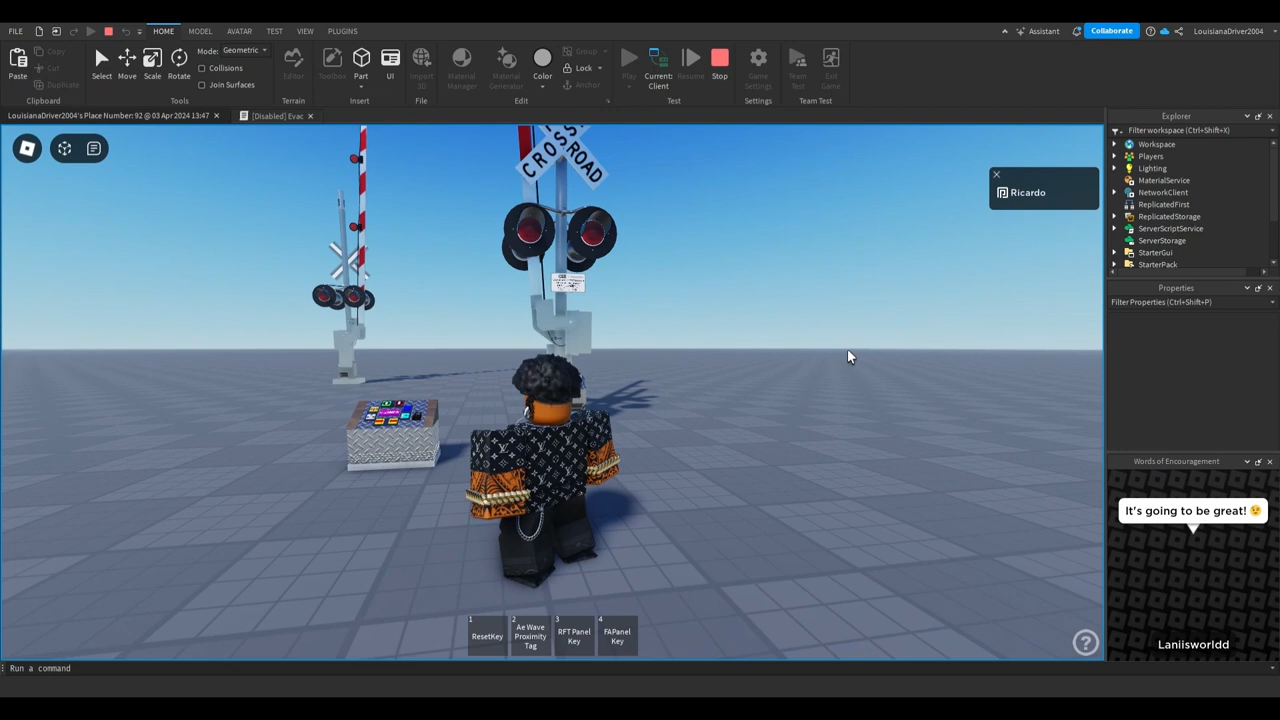 FILE HOME MODEL AVATAR TEST VIEW PLUGINS Assistant Collaborate LouisianaDriver2004
Paste Copy Cut Duplicate Clipboard
Select Move Scale Rotate Mode: Geometric Collisions Join Surfaces Tools
Editor Terrain
Toolbox Part UI Insert
Import 3D File
Material Manager Material Generator Color Group Lock Anchor Edit
Play Current: Client Resume Stop Test
Game Settings Settings
Team Test Exit Game Team Test
LouisianaDriver2004's Place Number: 92 @ 03 Apr 2024 13:47 [Disabled] Evac
CROSS
ROAD
Ricardo
1 ResetKey
2 Ae Wave Proximity Tag
3 RFT Panel Key
4 FAPanel Key
?
Run a command
Explorer
Filter workspace (Ctrl+Shift+X)
Workspace
Players
Lighting
MaterialService
NetworkClient
ReplicatedFirst
ReplicatedStorage
ServerScriptService
ServerStorage
StarterGui
StarterPack
Properties
Filter Properties (Ctrl+Shift+P)
Words of Encouragement
It's going to be great! 😉
Laniisworldd